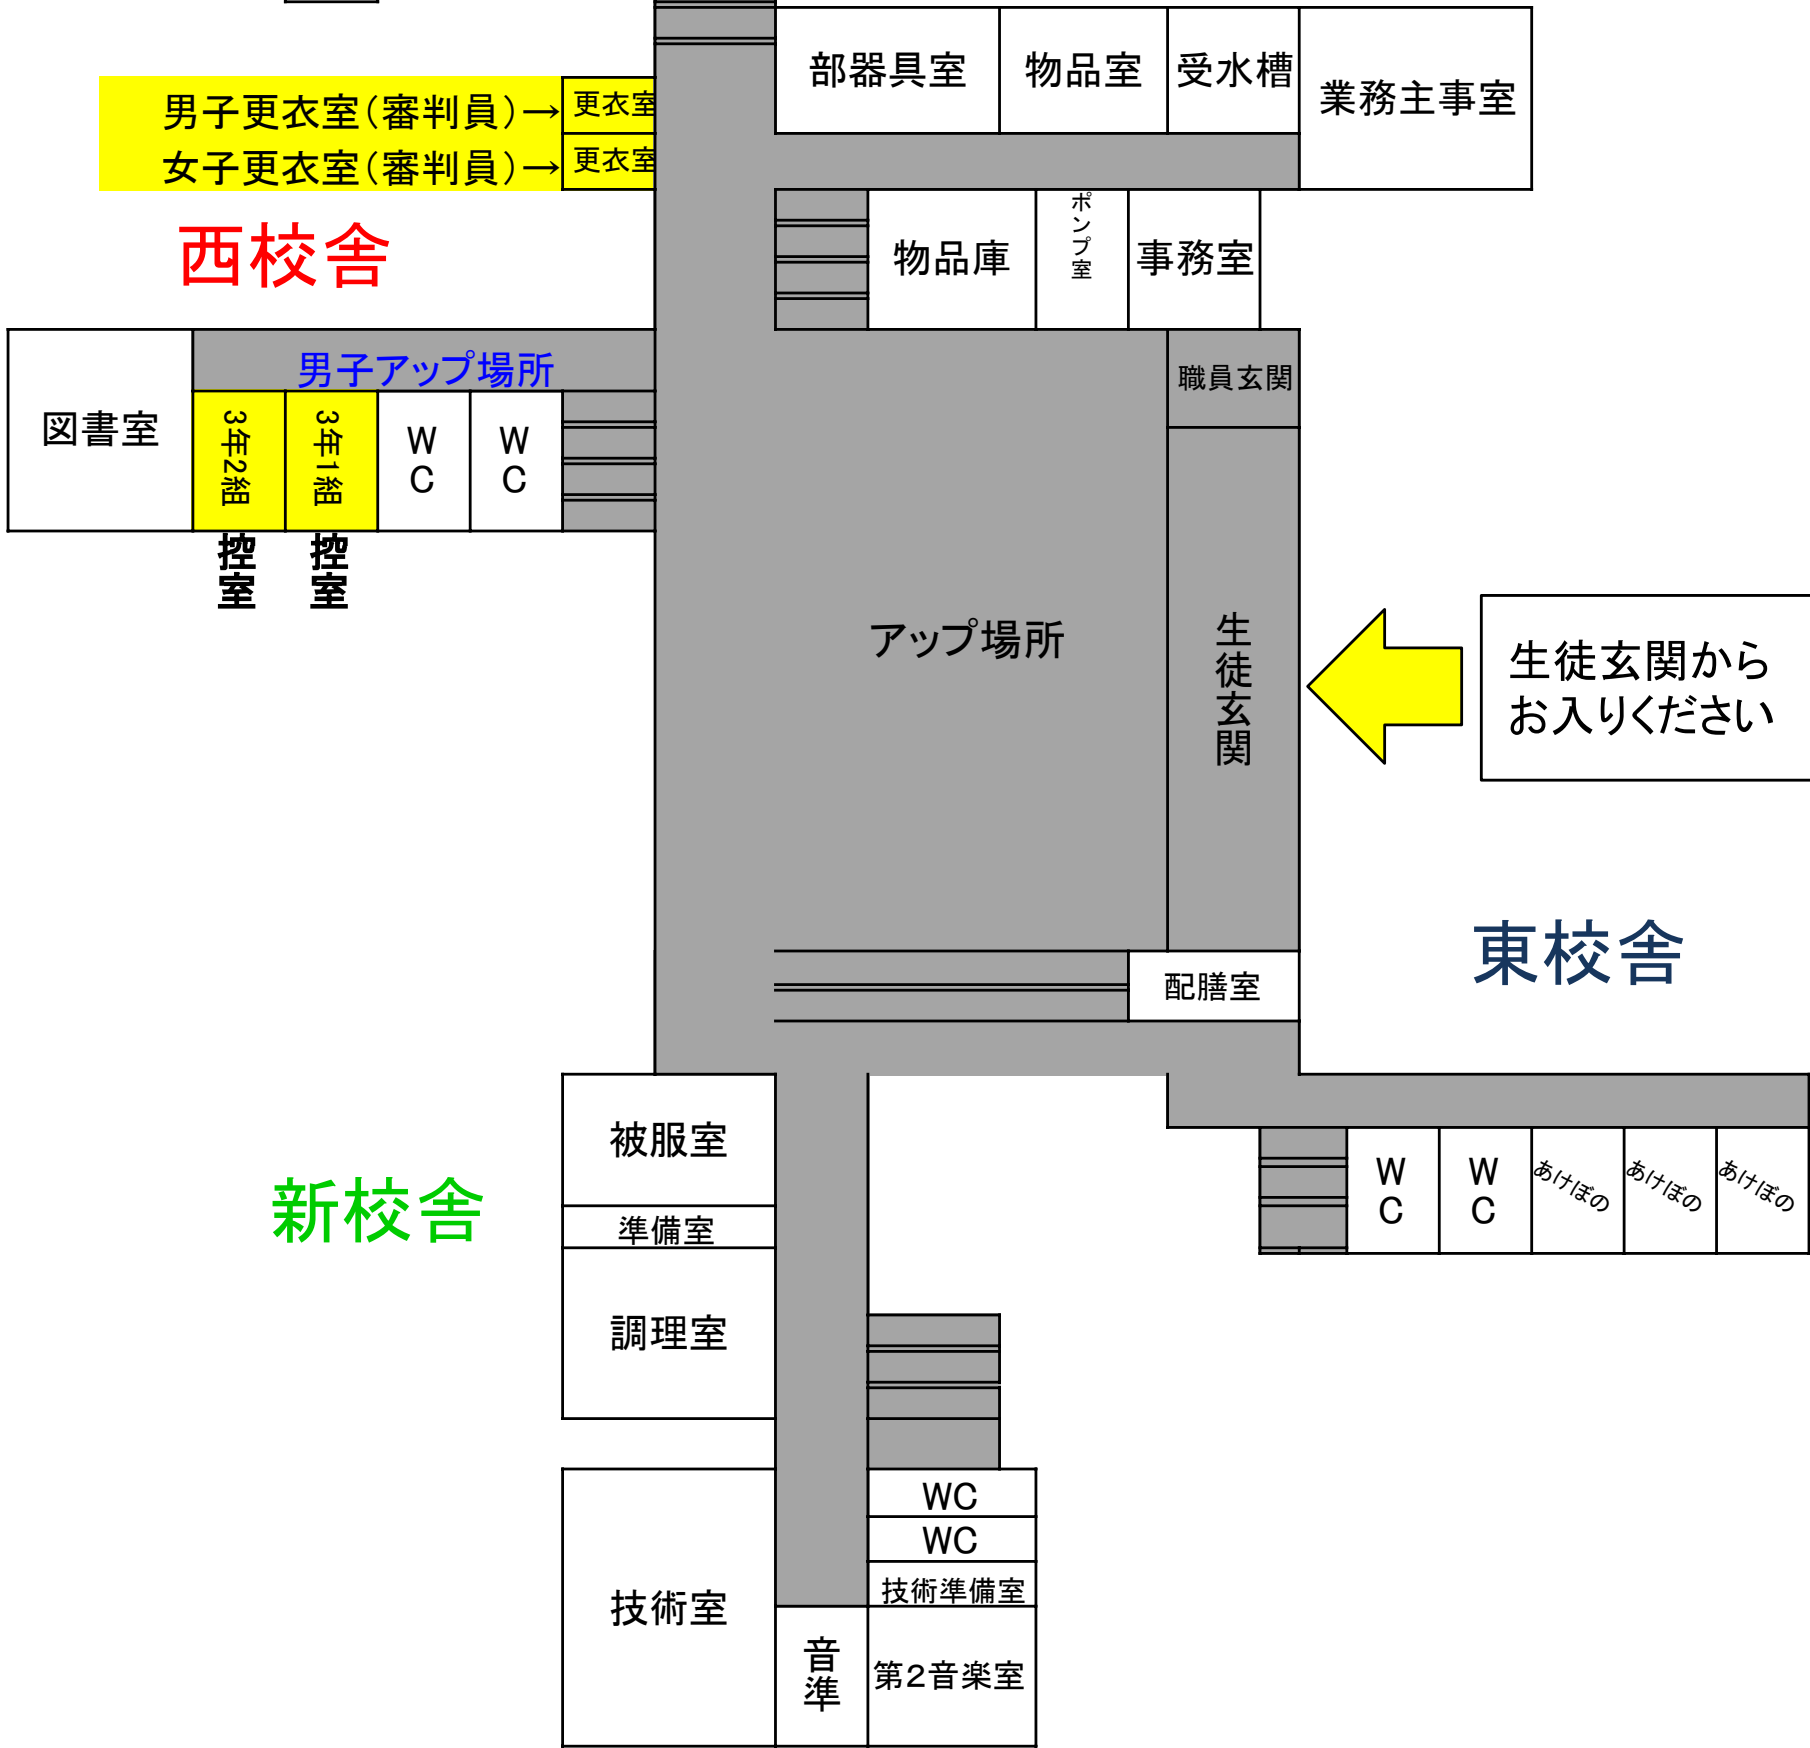 部器具室
物品室
受水槽
業務主事室
男子更衣室(審判員)→
更衣室
女子更衣室(審判員)→
更衣室
西校舎
物品庫
ポンプ室
事務室
男子アップ場所
職員玄関
図書室
3年2組
3年1組
WC
WC
控室
控室
アップ場所
生徒玄関
生徒玄関から
お入りください
東校舎
配膳室
被服室
新校舎
準備室
WC
WC
あけぼの
あけぼの
あけぼの
調理室
WC
WC
技術準備室
技術室
音準
第2音楽室